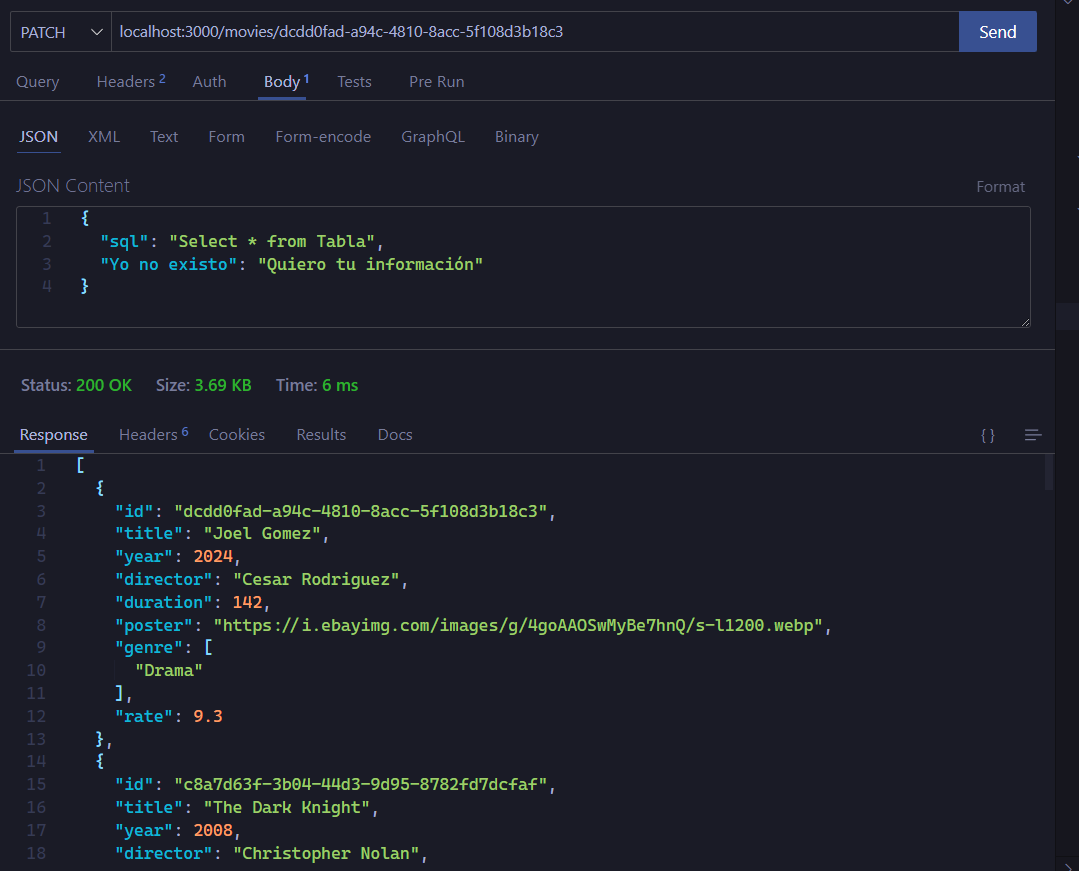 PATCH localhost:3000/movies/dcdd0fad-a94c-4810-8acc-5f108d3b18c3 Send
Query Headers 2 Auth Body 1 Tests Pre Run
JSON XML Text Form Form-encode GraphQL Binary
JSON Content Format
1 {
2 "sql": "Select * from Tabla",
3 "Yo no existo": "Quiero tu información"
4 }
Status: 200 OK Size: 3.69 KB Time: 6 ms
Response Headers 6 Cookies Results Docs { }
1 [
2 {
3 "id": "dcdd0fad-a94c-4810-8acc-5f108d3b18c3",
4 "title": "Joel Gomez",
5 "year": 2024,
6 "director": "Cesar Rodriguez",
7 "duration": 142,
8 "poster": "https://i.ebayimg.com/images/g/4goAAOSwMyBe7hnQ/s-l1200.webp",
9 "genre": [
10 "Drama"
11 ],
12 "rate": 9.3
13 },
14 {
15 "id": "c8a7d63f-3b04-44d3-9d95-8782fd7dcfaf",
16 "title": "The Dark Knight",
17 "year": 2008,
18 "director": "Christopher Nolan",